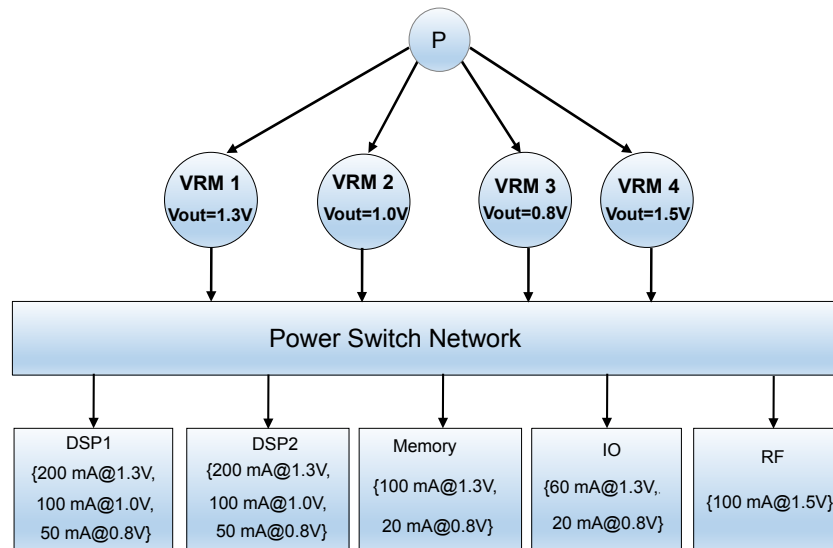 P
VRM 1
Vout=1.3V
VRM 2
Vout=1.0V
VRM 3
Vout=0.8V
VRM 4
Vout=1.5V
Power Switch Network
DSP1
{200 mA@1.3V,
100 mA@1.0V,
50 mA@0.8V}
DSP2
{200 mA@1.3V,
100 mA@1.0V,
50 mA@0.8V}
Memory
{100 mA@1.3V,
20 mA@0.8V}
IO
{60 mA@1.3V,.
20 mA@0.8V}
RF
{100 mA@1.5V}